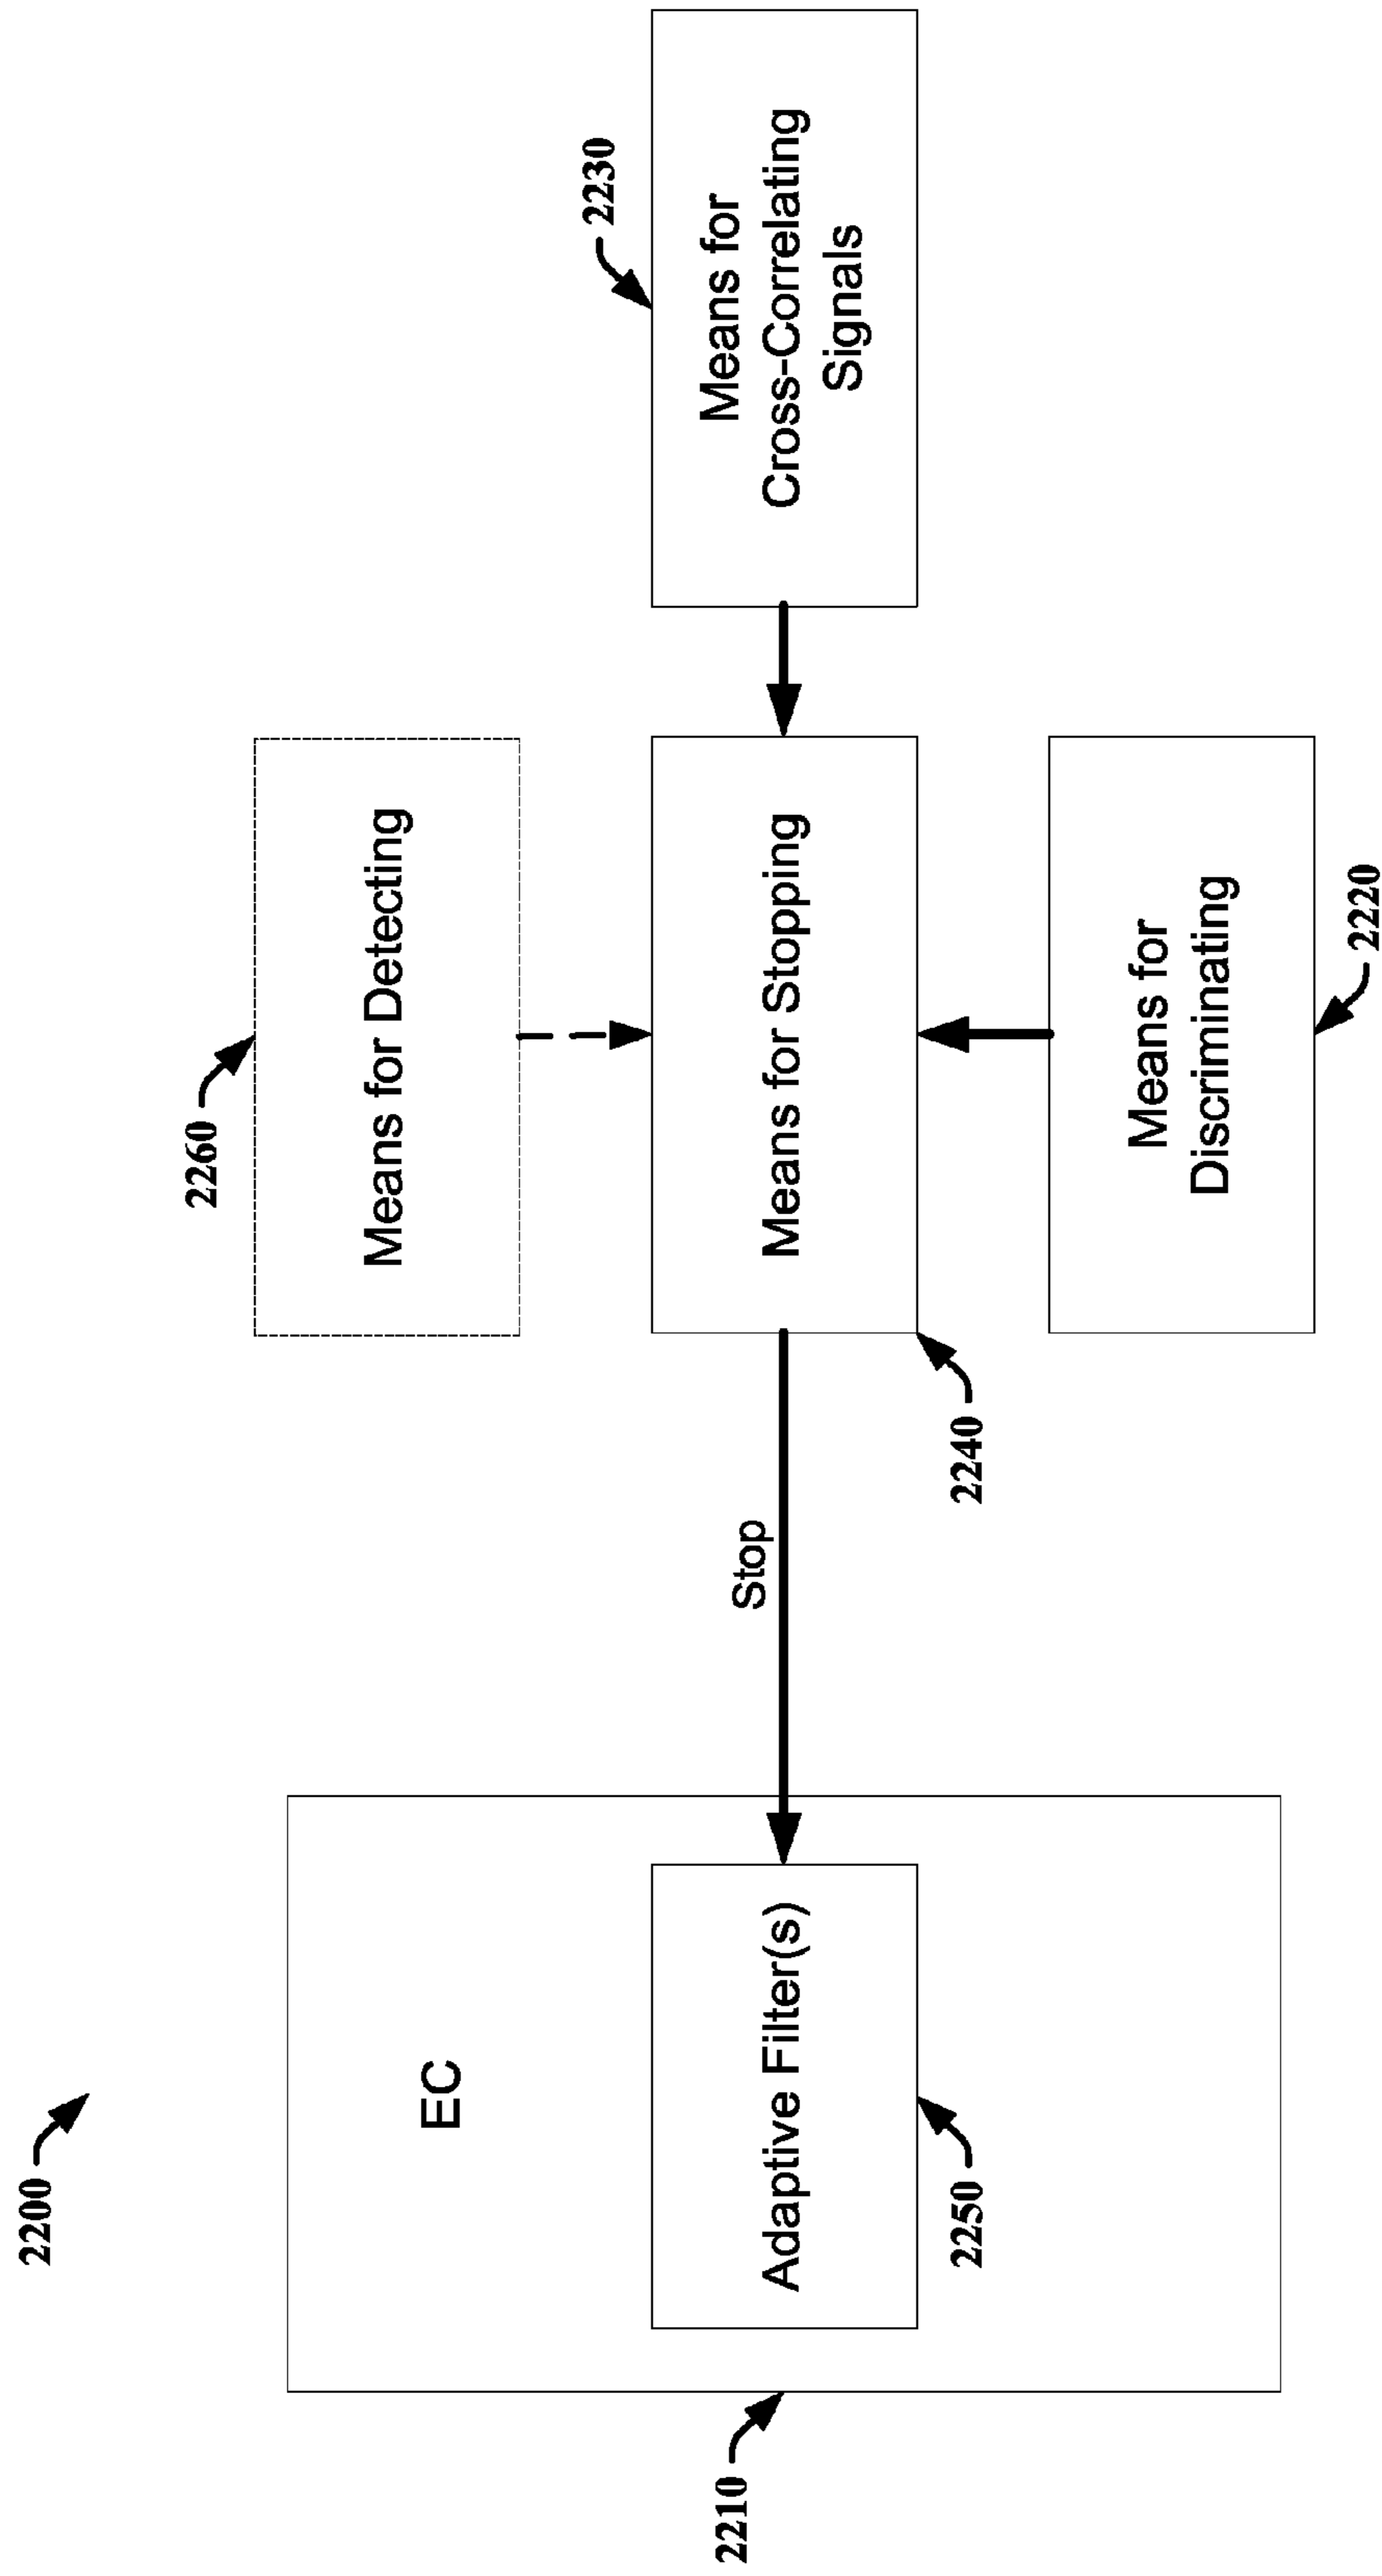 2200
2210
EC
Adaptive Filter(s)
2250
Stop
2260
Means for Detecting
Means for Stopping
2240
Means for
Discriminating
2220
2230
Means for
Cross-Correlating
Signals